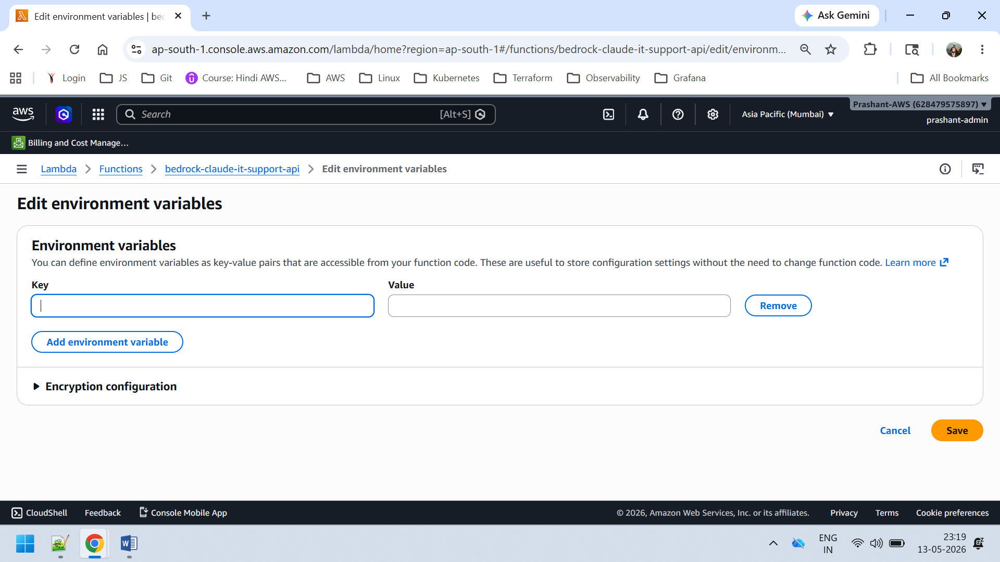 Edit environment variables | bec
Ask Gemini
ap-south-1.console.aws.amazon.com/lambda/home?region=ap-south-1#/functions/bedrock-claude-it-support-api/edit/environm...
Login
JS
Git
Course: Hindi AWS...
AWS
Linux
Kubernetes
Terraform
Observability
Grafana
All Bookmarks
aws
Search
[Alt+S]
Asia Pacific (Mumbai)
Prashant-AWS (628479575897)
prashant-admin
Billing and Cost Manage...
Lambda
Functions
bedrock-claude-it-support-api
Edit environment variables
Edit environment variables
Environment variables
You can define environment variables as key-value pairs that are accessible from your function code. These are useful to store configuration settings without the need to change function code. Learn more
Key
Value
Remove
Add environment variable
Encryption configuration
Cancel
Save
CloudShell
Feedback
Console Mobile App
© 2026, Amazon Web Services, Inc. or its affiliates.
Privacy
Terms
Cookie preferences
ENG
IN
23:19
13-05-2026